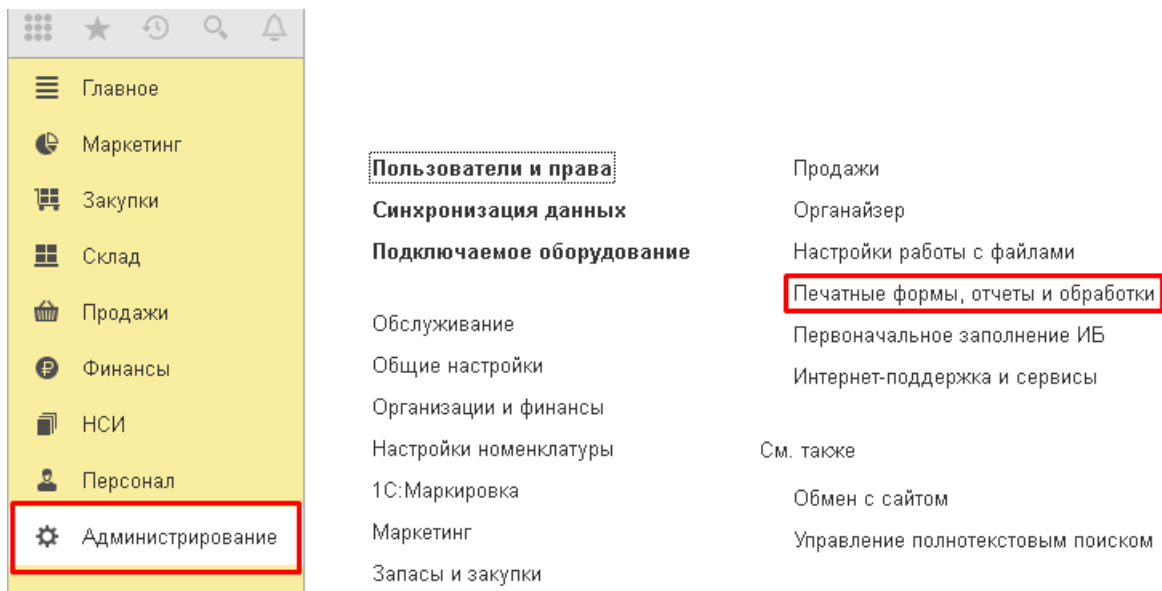 Главное
Маркетинг
Закупки
Склад
Продажи
Финансы
НСИ
Персонал
Администрирование
Пользователи и права
Синхронизация данных
Подключаемое оборудование
Обслуживание
Общие настройки
Организации и финансы
Настройки номенклатуры
1С:Маркировка
Маркетинг
Запасы и закупки
Продажи
Органайзер
Настройки работы с файлами
Печатные формы, отчеты и обработки
Первоначальное заполнение ИБ
Интернет-поддержка и сервисы
См. также
Обмен с сайтом
Управление полнотекстовым поиском